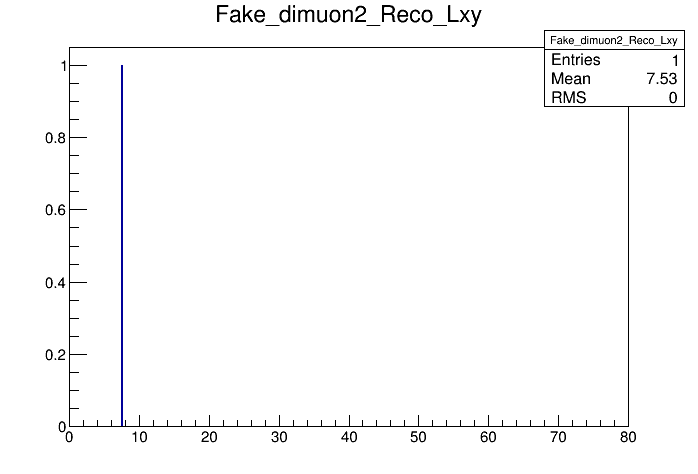 Fake_dimuon2_Reco_Lxy
Fake_dimuon2_Reco_Lxy
Entries 1
Mean 7.53
RMS 0
1
0.8
0.6
0.4
0.2
0
0 10 20 30 40 50 60 70 80